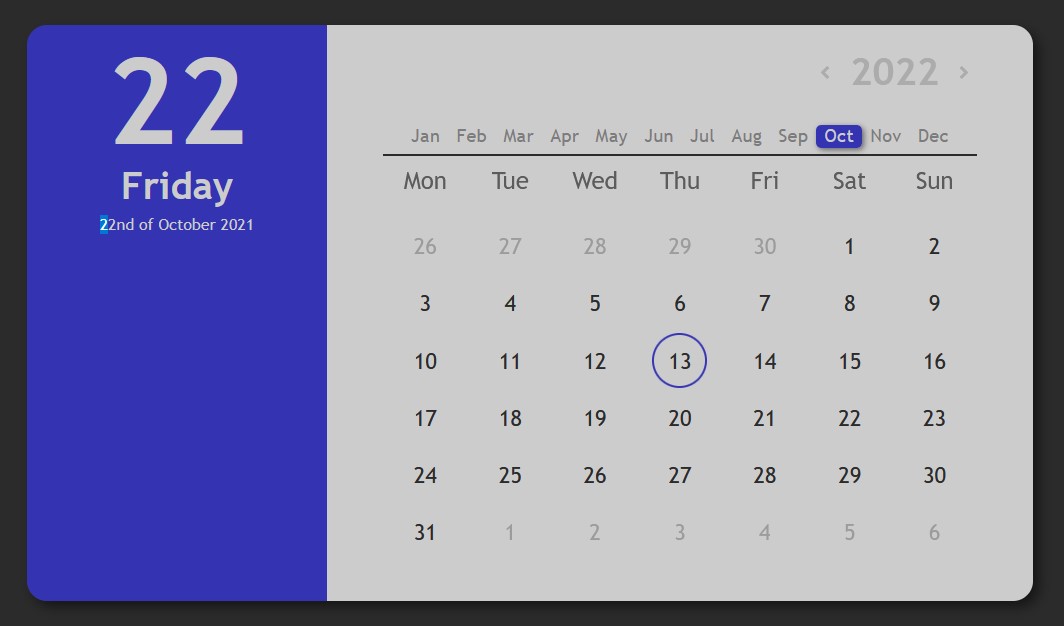 22
Friday
22nd of October 2021
2022
Jan Feb Mar Apr May Jun Jul Aug Sep Oct Nov Dec
Mon Tue Wed Thu Fri Sat Sun
26 27 28 29 30 1 2
3 4 5 6 7 8 9
10 11 12 13 14 15 16
17 18 19 20 21 22 23
24 25 26 27 28 29 30
31 1 2 3 4 5 6